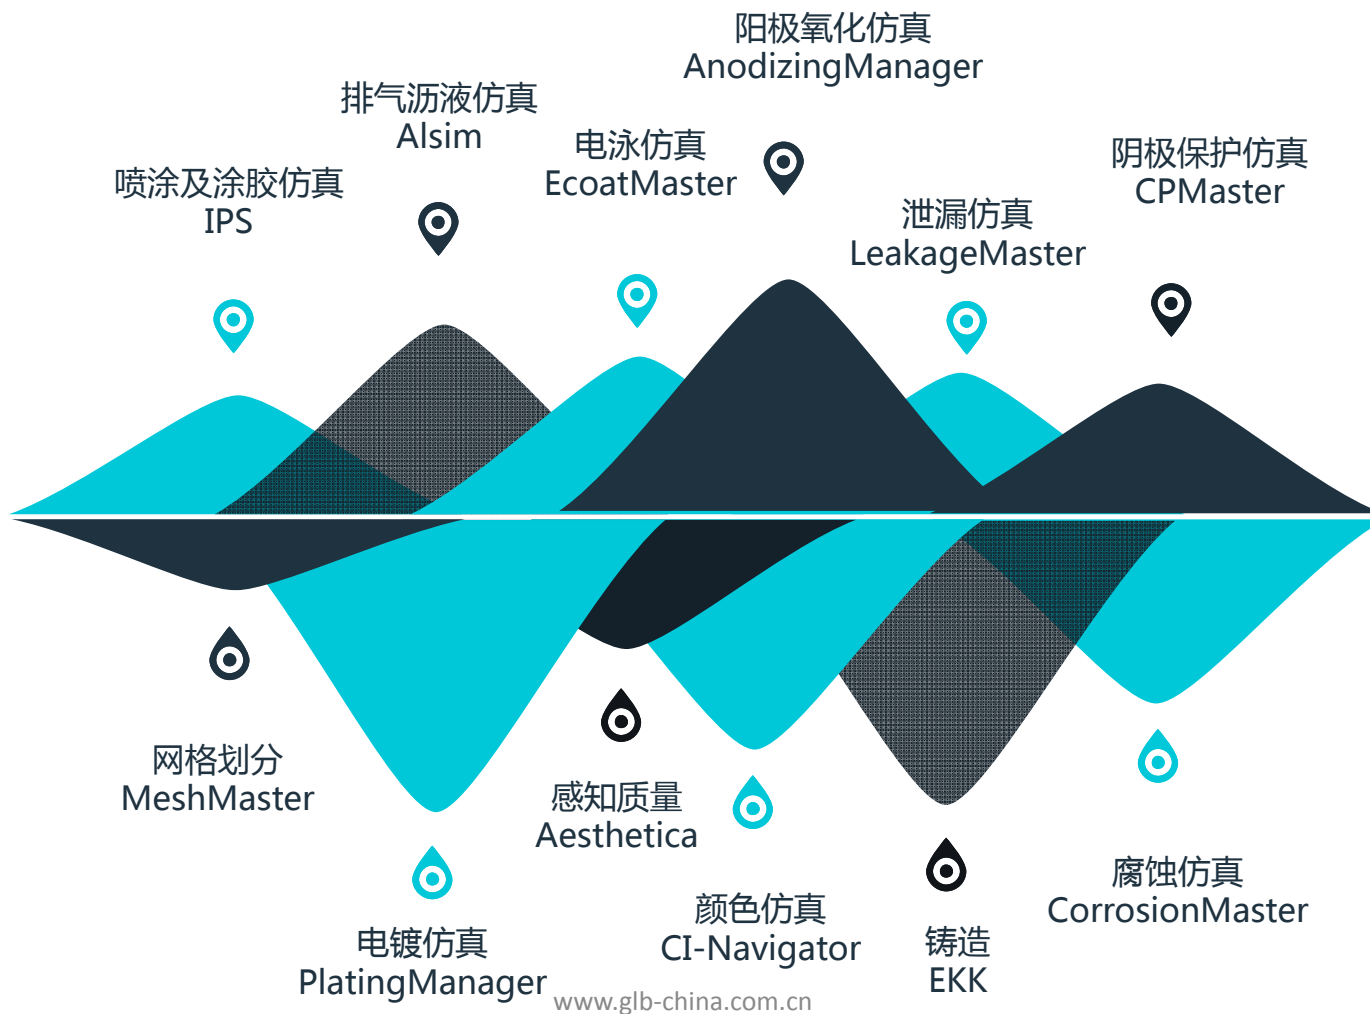 阳极氧化仿真
AnodizingManager
排气沥液仿真
Alsim
电泳仿真
EcoatMaster
阴极保护仿真
CPMaster
喷涂及涂胶仿真
IPS
泄漏仿真
LeakageMaster
网格划分
MeshMaster
感知质量
Aesthetica
腐蚀仿真
CorrosionMaster
颜色仿真
CI-Navigator
电镀仿真
PlatingManager
铸造
EKK
www.glb-china.com.cn